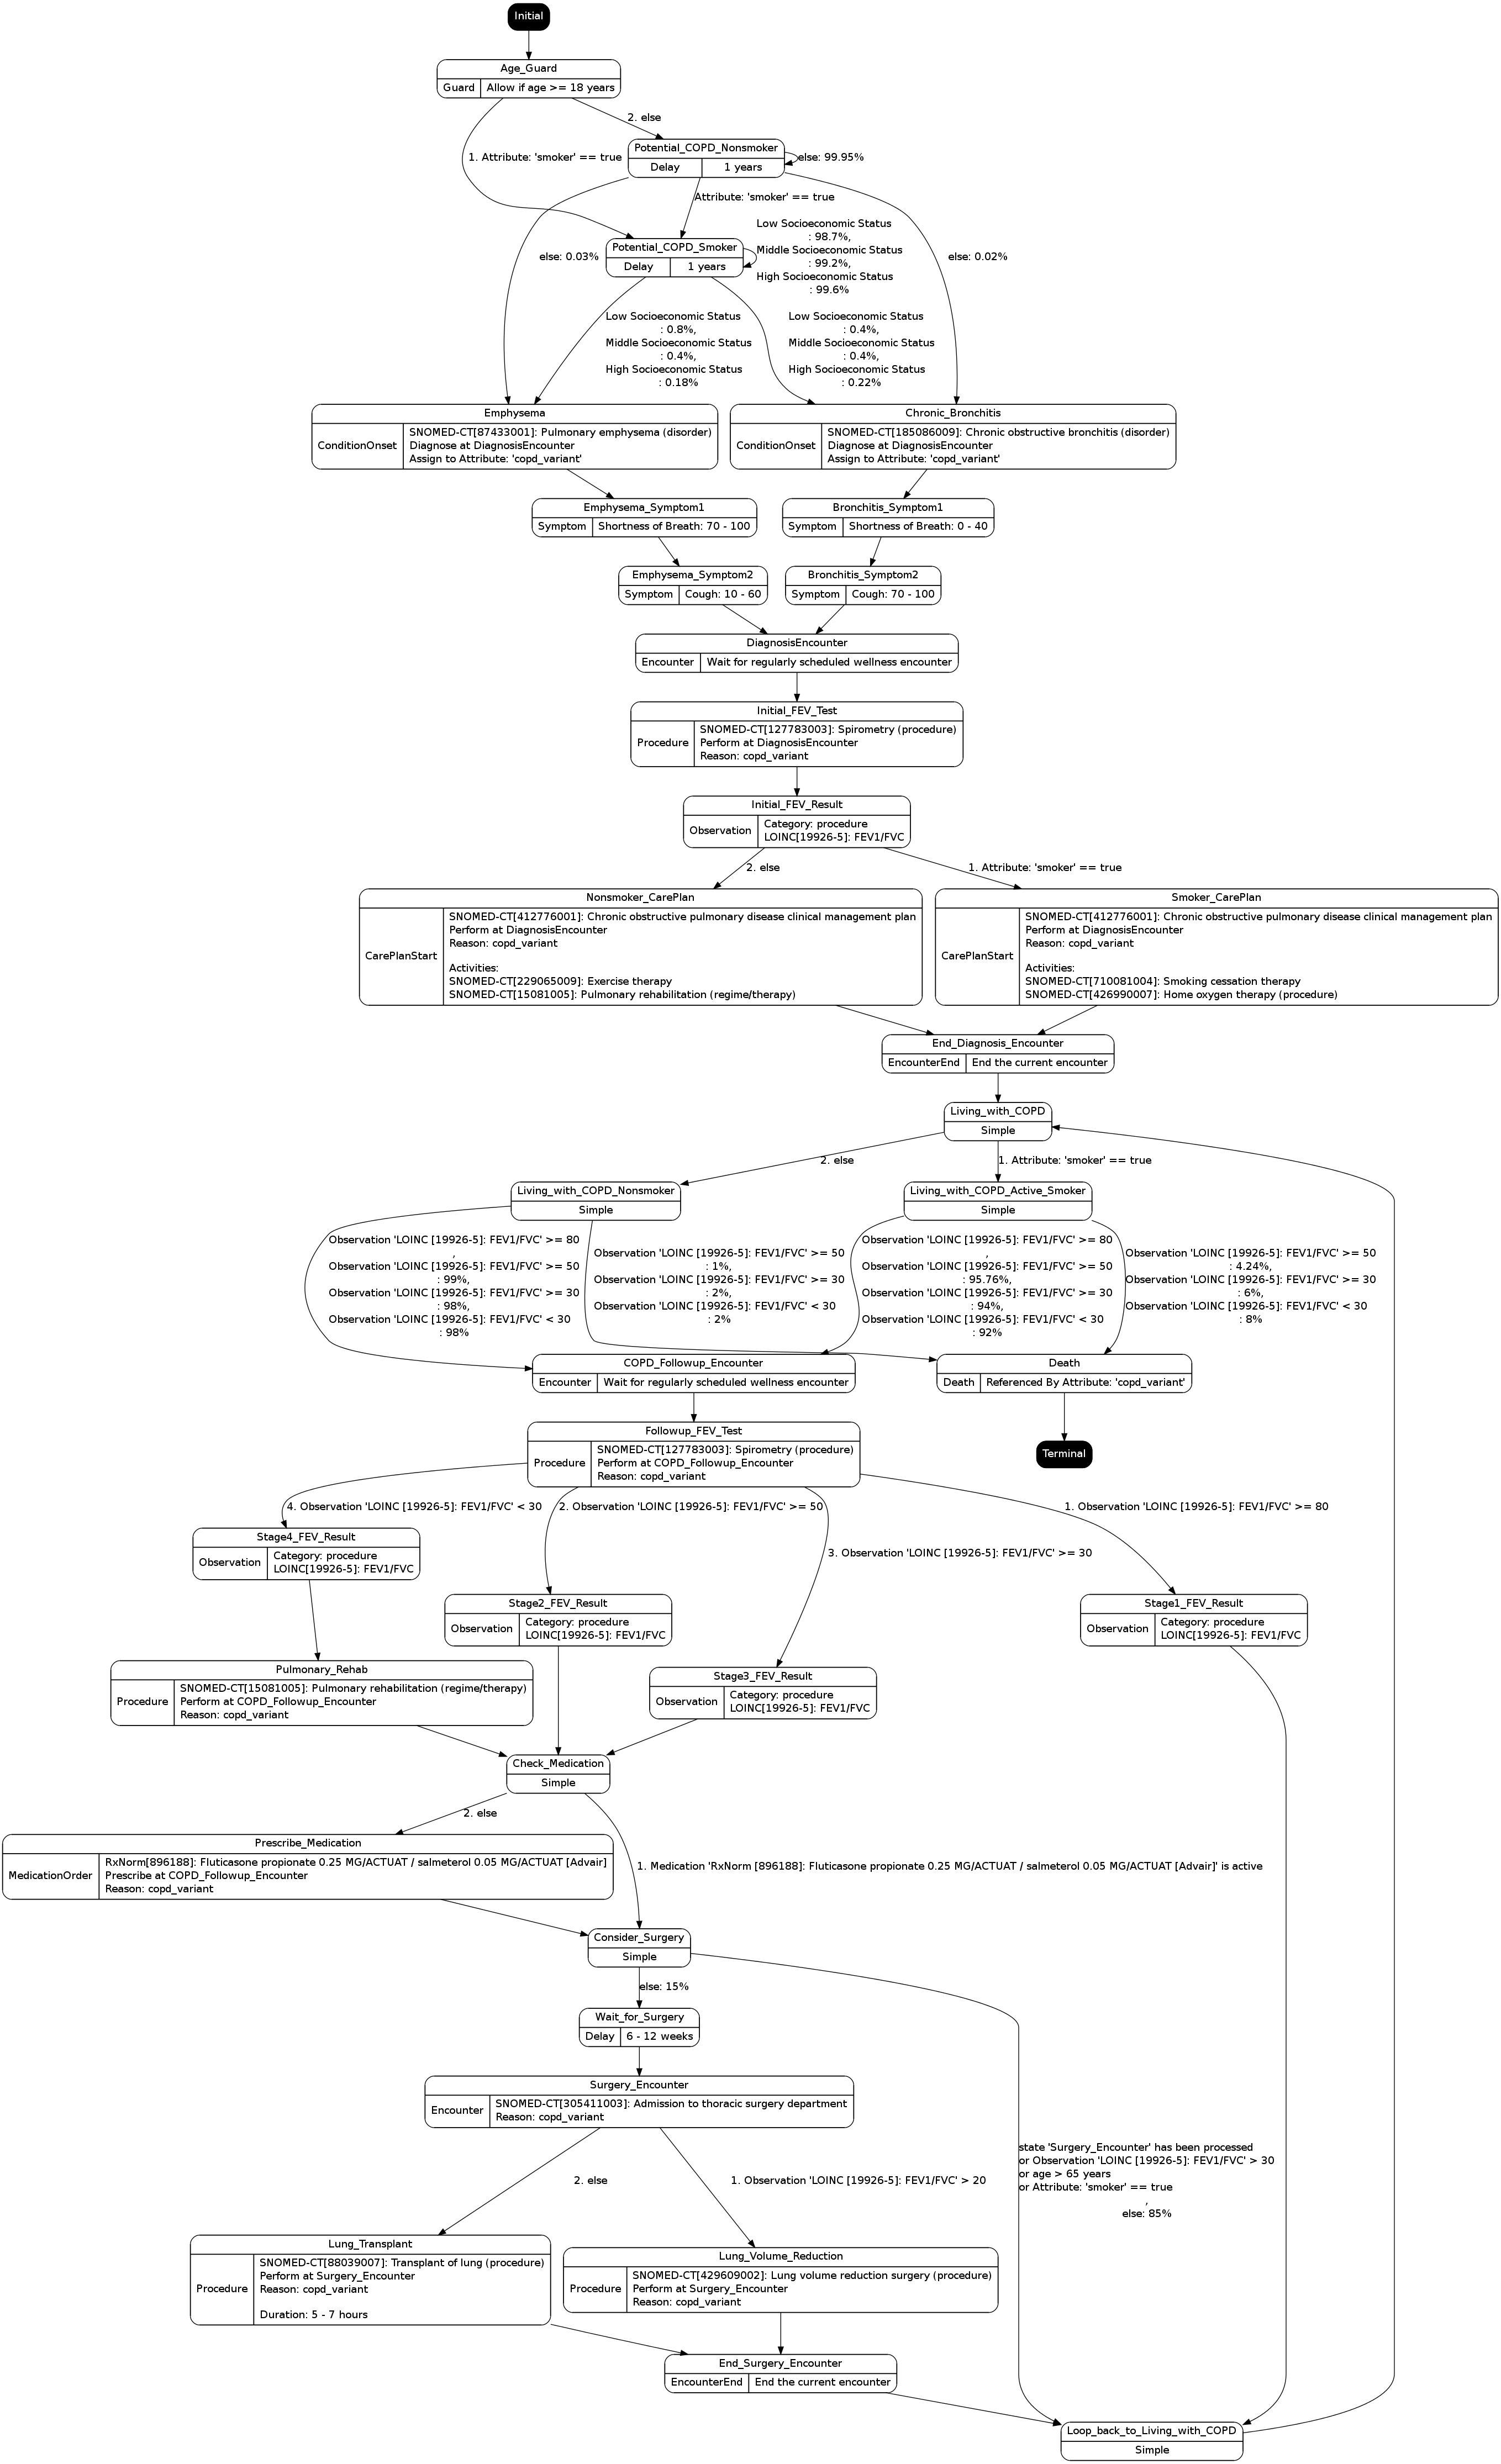 Initial
Age_Guard
Guard
Allow if age >= 18 years
2. else
1. Attribute: 'smoker' == true
Potential_COPD_Nonsmoker
Delay
1 years
else: 99.95%
Attribute: 'smoker' == true
Low Socioeconomic Status
: 98.7%,
Middle Socioeconomic Status
: 99.2%,
High Socioeconomic Status
: 99.6%
Potential_COPD_Smoker
Delay
1 years
else: 0.03%
else: 0.02%
Low Socioeconomic Status
: 0.8%,
Middle Socioeconomic Status
: 0.4%,
High Socioeconomic Status
: 0.18%
Low Socioeconomic Status
: 0.4%,
Middle Socioeconomic Status
: 0.4%,
High Socioeconomic Status
: 0.22%
Emphysema
ConditionOnset
SNOMED-CT[87433001]: Pulmonary emphysema (disorder)
Diagnose at DiagnosisEncounter
Assign to Attribute: 'copd_variant'
Chronic_Bronchitis
ConditionOnset
SNOMED-CT[185086009]: Chronic obstructive bronchitis (disorder)
Diagnose at DiagnosisEncounter
Assign to Attribute: 'copd_variant'
Emphysema_Symptom1
Symptom
Shortness of Breath: 70 - 100
Bronchitis_Symptom1
Symptom
Shortness of Breath: 0 - 40
Emphysema_Symptom2
Symptom
Cough: 10 - 60
Bronchitis_Symptom2
Symptom
Cough: 70 - 100
DiagnosisEncounter
Encounter
Wait for regularly scheduled wellness encounter
Initial_FEV_Test
Procedure
SNOMED-CT[127783003]: Spirometry (procedure)
Perform at DiagnosisEncounter
Reason: copd_variant
Initial_FEV_Result
Observation
Category: procedure
LOINC[19926-5]: FEV1/FVC
2. else
1. Attribute: 'smoker' == true
Nonsmoker_CarePlan
CarePlanStart
SNOMED-CT[412776001]: Chronic obstructive pulmonary disease clinical management plan
Perform at DiagnosisEncounter
Reason: copd_variant
Activities:
SNOMED-CT[229065009]: Exercise therapy
SNOMED-CT[15081005]: Pulmonary rehabilitation (regime/therapy)
Smoker_CarePlan
CarePlanStart
SNOMED-CT[412776001]: Chronic obstructive pulmonary disease clinical management plan
Perform at DiagnosisEncounter
Reason: copd_variant
Activities:
SNOMED-CT[710081004]: Smoking cessation therapy
SNOMED-CT[426990007]: Home oxygen therapy (procedure)
End_Diagnosis_Encounter
EncounterEnd
End the current encounter
Living_with_COPD
Simple
2. else
1. Attribute: 'smoker' == true
Living_with_COPD_Nonsmoker
Simple
Living_with_COPD_Active_Smoker
Simple
Observation 'LOINC [19926-5]: FEV1/FVC' >= 80
,
Observation 'LOINC [19926-5]: FEV1/FVC' >= 50
: 99%,
Observation 'LOINC [19926-5]: FEV1/FVC' >= 30
: 98%,
Observation 'LOINC [19926-5]: FEV1/FVC' < 30
: 98%
Observation 'LOINC [19926-5]: FEV1/FVC' >= 50
: 1%,
Observation 'LOINC [19926-5]: FEV1/FVC' >= 30
: 2%,
Observation 'LOINC [19926-5]: FEV1/FVC' < 30
: 2%
Observation 'LOINC [19926-5]: FEV1/FVC' >= 80
,
Observation 'LOINC [19926-5]: FEV1/FVC' >= 50
: 95.76%,
Observation 'LOINC [19926-5]: FEV1/FVC' >= 30
: 94%,
Observation 'LOINC [19926-5]: FEV1/FVC' < 30
: 92%
Observation 'LOINC [19926-5]: FEV1/FVC' >= 50
: 4.24%,
Observation 'LOINC [19926-5]: FEV1/FVC' >= 30
: 6%,
Observation 'LOINC [19926-5]: FEV1/FVC' < 30
: 8%
COPD_Followup_Encounter
Encounter
Wait for regularly scheduled wellness encounter
Death
Death
Referenced By Attribute: 'copd_variant'
Terminal
Followup_FEV_Test
Procedure
SNOMED-CT[127783003]: Spirometry (procedure)
Perform at COPD_Followup_Encounter
Reason: copd_variant
4. Observation 'LOINC [19926-5]: FEV1/FVC' < 30
2. Observation 'LOINC [19926-5]: FEV1/FVC' >= 50
1. Observation 'LOINC [19926-5]: FEV1/FVC' >= 80
3. Observation 'LOINC [19926-5]: FEV1/FVC' >= 30
Stage4_FEV_Result
Observation
Category: procedure
LOINC[19926-5]: FEV1/FVC
Stage2_FEV_Result
Observation
Category: procedure
LOINC[19926-5]: FEV1/FVC
Stage1_FEV_Result
Observation
Category: procedure
LOINC[19926-5]: FEV1/FVC
Pulmonary_Rehab
Procedure
SNOMED-CT[15081005]: Pulmonary rehabilitation (regime/therapy)
Perform at COPD_Followup_Encounter
Reason: copd_variant
Stage3_FEV_Result
Observation
Category: procedure
LOINC[19926-5]: FEV1/FVC
Check_Medication
Simple
2. else
1. Medication 'RxNorm [896188]: Fluticasone propionate 0.25 MG/ACTUAT / salmeterol 0.05 MG/ACTUAT [Advair]' is active
Prescribe_Medication
MedicationOrder
RxNorm[896188]: Fluticasone propionate 0.25 MG/ACTUAT / salmeterol 0.05 MG/ACTUAT [Advair]
Prescribe at COPD_Followup_Encounter
Reason: copd_variant
Consider_Surgery
Simple
else: 15%
Wait_for_Surgery
Delay
6 - 12 weeks
Surgery_Encounter
Encounter
SNOMED-CT[305411003]: Admission to thoracic surgery department
Reason: copd_variant
state 'Surgery_Encounter' has been processed
or Observation 'LOINC [19926-5]: FEV1/FVC' > 30
or age > 65 years
or Attribute: 'smoker' == true
,
else: 85%
2. else
1. Observation 'LOINC [19926-5]: FEV1/FVC' > 20
Lung_Transplant
Procedure
SNOMED-CT[88039007]: Transplant of lung (procedure)
Perform at Surgery_Encounter
Reason: copd_variant
Duration: 5 - 7 hours
Lung_Volume_Reduction
Procedure
SNOMED-CT[429609002]: Lung volume reduction surgery (procedure)
Perform at Surgery_Encounter
Reason: copd_variant
End_Surgery_Encounter
EncounterEnd
End the current encounter
Loop_back_to_Living_with_COPD
Simple